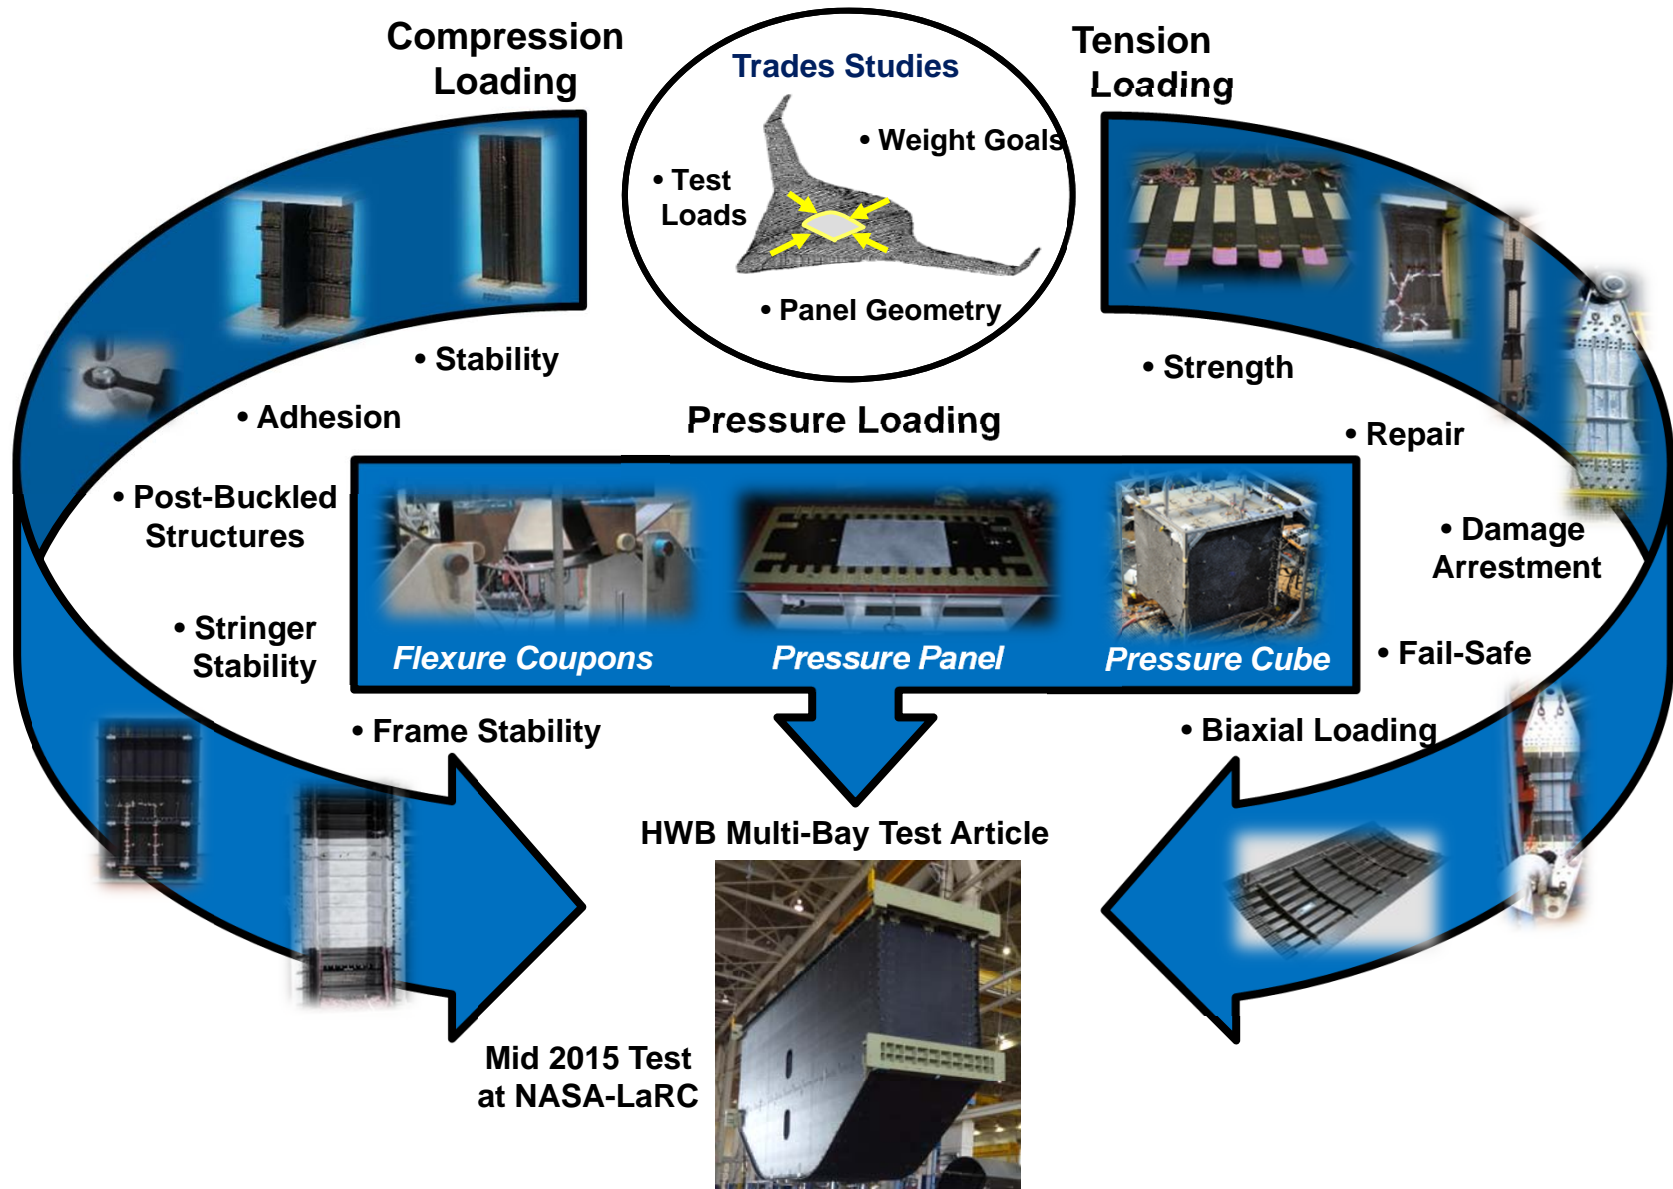 Compression
Loading
Trades Studies
• Weight Goals
• Test
Loads
• Panel Geometry
Tension
Loading
• Stability
• Adhesion
• Post-Buckled
Structures
• Stringer
Stability
• Frame Stability
Pressure Loading
Flexure Coupons
Pressure Panel
Pressure Cube
• Strength
• Repair
• Damage
Arrestment
• Fail-Safe
• Biaxial Loading
HWB Multi-Bay Test Article
Mid 2015 Test
at NASA-LaRC